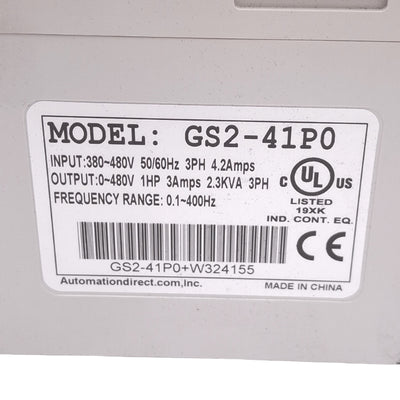 MODEL: GS2-41P0
INPUT:380~480V 50/60Hz 3PH 4.2Amps
OUTPUT:0~480V 1HP 3Amps 2.3KVA 3PH
FREQUENCY RANGE: 0.1~400Hz
C UL US
LISTED
19XK
IND. CONT. EQ.
CE
GS2-41P0+W324155
Automationdirect.com,Inc.
MADE IN CHINA